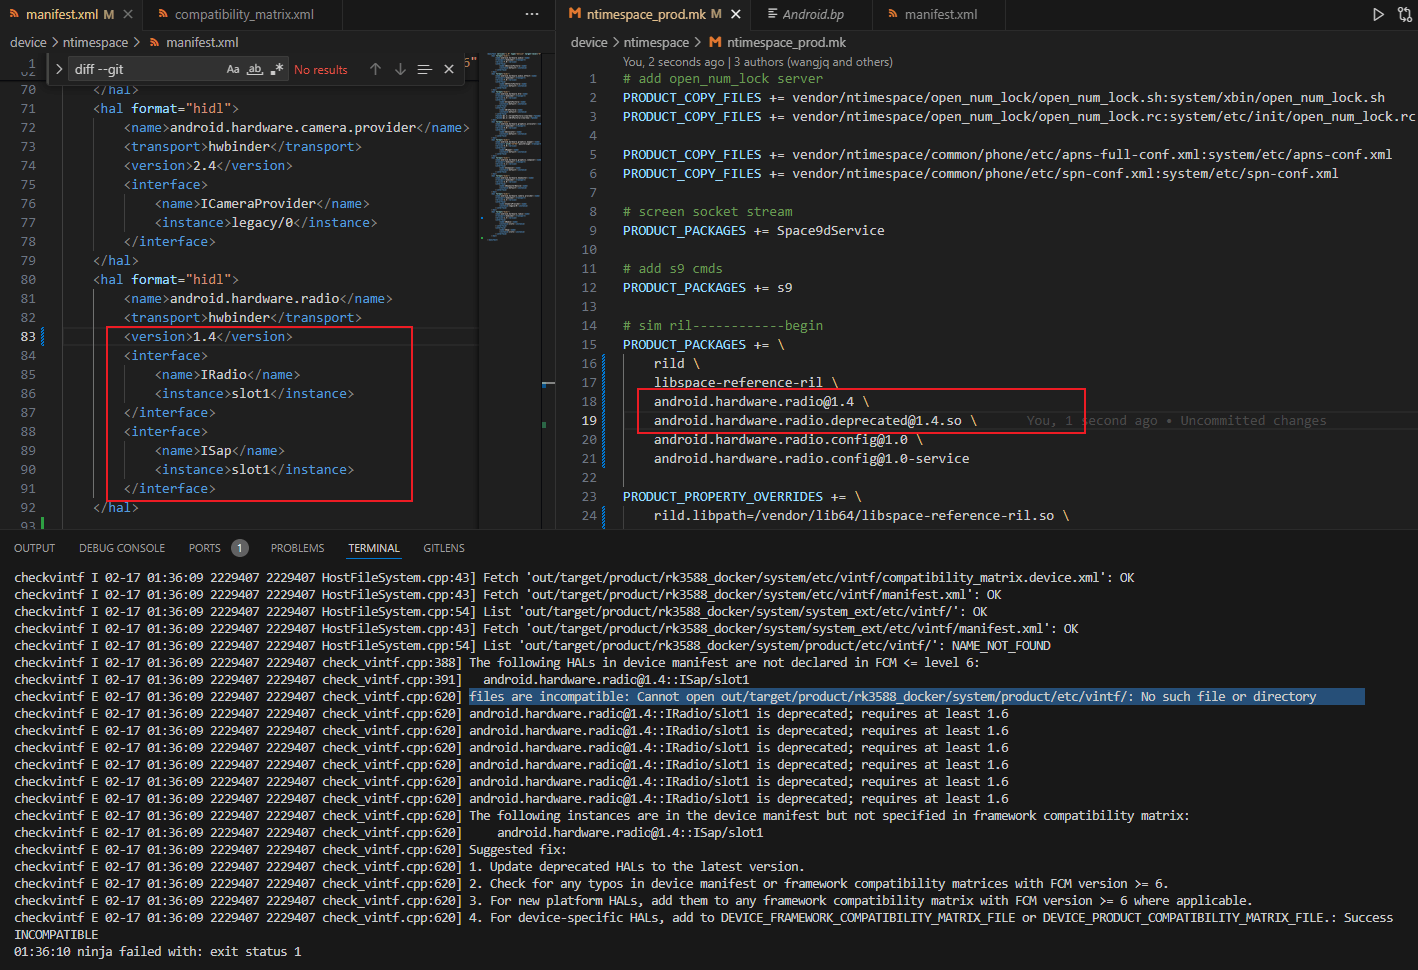 manifest.xml M
compatibility_matrix.xml
device > ntimespace > manifest.xml
diff --git
Aa ab .* No results
1
62
70 </hal>
71 <hal format="hidl">
72 <name>android.hardware.camera.provider</name>
73 <transport>hwbinder</transport>
74 <version>2.4</version>
75 <interface>
76 <name>ICameraProvider</name>
77 <instance>legacy/0</instance>
78 </interface>
79 </hal>
80 <hal format="hidl">
81 <name>android.hardware.radio</name>
82 <transport>hwbinder</transport>
83 <version>1.4</version>
84 <interface>
85 <name>IRadio</name>
86 <instance>slot1</instance>
87 </interface>
88 <interface>
89 <name>ISap</name>
90 <instance>slot1</instance>
91 </interface>
92 </hal>
93
ntimespace_prod.mk M
Android.bp
manifest.xml
device > ntimespace > ntimespace_prod.mk
You, 2 seconds ago | 3 authors (wangjq and others)
1 # add open_num_lock server
2 PRODUCT_COPY_FILES += vendor/ntimespace/open_num_lock/open_num_lock.sh:system/xbin/open_num_lock.sh
3 PRODUCT_COPY_FILES += vendor/ntimespace/open_num_lock/open_num_lock.rc:system/etc/init/open_num_lock.rc
4
5 PRODUCT_COPY_FILES += vendor/ntimespace/common/phone/etc/apns-full-conf.xml:system/etc/apns-conf.xml
6 PRODUCT_COPY_FILES += vendor/ntimespace/common/phone/etc/spn-conf.xml:system/etc/spn-conf.xml
7
8 # screen socket stream
9 PRODUCT_PACKAGES += Space9dService
10
11 # add s9 cmds
12 PRODUCT_PACKAGES += s9
13
14 # sim ril------------begin
15 PRODUCT_PACKAGES += \
16 rild \
17 libspace-reference-ril \
18 android.hardware.radio@1.4 \
19 android.hardware.radio.deprecated@1.4.so \ You, 1 second ago • Uncommitted changes
20 android.hardware.radio.config@1.0 \
21 android.hardware.radio.config@1.0-service
22
23 PRODUCT_PROPERTY_OVERRIDES += \
24 rild.libpath=/vendor/lib64/libspace-reference-ril.so \
OUTPUT DEBUG CONSOLE PORTS 1 PROBLEMS TERMINAL GITLENS
checkvintf I 02-17 01:36:09 2229407 2229407 HostFileSystem.cpp:43] Fetch 'out/target/product/rk3588_docker/system/etc/vintf/compatibility_matrix.device.xml': OK
checkvintf I 02-17 01:36:09 2229407 2229407 HostFileSystem.cpp:43] Fetch 'out/target/product/rk3588_docker/system/etc/vintf/manifest.xml': OK
checkvintf I 02-17 01:36:09 2229407 2229407 HostFileSystem.cpp:54] List 'out/target/product/rk3588_docker/system/system_ext/etc/vintf/': OK
checkvintf I 02-17 01:36:09 2229407 2229407 HostFileSystem.cpp:43] Fetch 'out/target/product/rk3588_docker/system/system_ext/etc/vintf/manifest.xml': OK
checkvintf I 02-17 01:36:09 2229407 2229407 HostFileSystem.cpp:54] List 'out/target/product/rk3588_docker/system/product/etc/vintf/': NAME_NOT_FOUND
checkvintf I 02-17 01:36:09 2229407 2229407 check_vintf.cpp:388] The following HALs in device manifest are not declared in FCM <= level 6:
checkvintf I 02-17 01:36:09 2229407 2229407 check_vintf.cpp:391] android.hardware.radio@1.4::ISap/slot1
checkvintf E 02-17 01:36:09 2229407 2229407 check_vintf.cpp:620] files are incompatible: Cannot open out/target/product/rk3588_docker/system/product/etc/vintf/: No such file or directory
checkvintf E 02-17 01:36:09 2229407 2229407 check_vintf.cpp:620] android.hardware.radio@1.4::IRadio/slot1 is deprecated; requires at least 1.6
checkvintf E 02-17 01:36:09 2229407 2229407 check_vintf.cpp:620] android.hardware.radio@1.4::IRadio/slot1 is deprecated; requires at least 1.6
checkvintf E 02-17 01:36:09 2229407 2229407 check_vintf.cpp:620] android.hardware.radio@1.4::IRadio/slot1 is deprecated; requires at least 1.6
checkvintf E 02-17 01:36:09 2229407 2229407 check_vintf.cpp:620] android.hardware.radio@1.4::IRadio/slot1 is deprecated; requires at least 1.6
checkvintf E 02-17 01:36:09 2229407 2229407 check_vintf.cpp:620] android.hardware.radio@1.4::IRadio/slot1 is deprecated; requires at least 1.6
checkvintf E 02-17 01:36:09 2229407 2229407 check_vintf.cpp:620] android.hardware.radio@1.4::IRadio/slot1 is deprecated; requires at least 1.6
checkvintf E 02-17 01:36:09 2229407 2229407 check_vintf.cpp:620] The following instances are in the device manifest but not specified in framework compatibility matrix:
checkvintf E 02-17 01:36:09 2229407 2229407 check_vintf.cpp:620] android.hardware.radio@1.4::ISap/slot1
checkvintf E 02-17 01:36:09 2229407 2229407 check_vintf.cpp:620] Suggested fix:
checkvintf E 02-17 01:36:09 2229407 2229407 check_vintf.cpp:620] 1. Update deprecated HALs to the latest version.
checkvintf E 02-17 01:36:09 2229407 2229407 check_vintf.cpp:620] 2. Check for any typos in device manifest or framework compatibility matrices with FCM version >= 6.
checkvintf E 02-17 01:36:09 2229407 2229407 check_vintf.cpp:620] 3. For new platform HALs, add them to any framework compatibility matrix with FCM version >= 6 where applicable.
checkvintf E 02-17 01:36:09 2229407 2229407 check_vintf.cpp:620] 4. For device-specific HALs, add to DEVICE_FRAMEWORK_COMPATIBILITY_MATRIX_FILE or DEVICE_PRODUCT_COMPATIBILITY_MATRIX_FILE.: Success
INCOMPATIBLE
01:36:10 ninja failed with: exit status 1